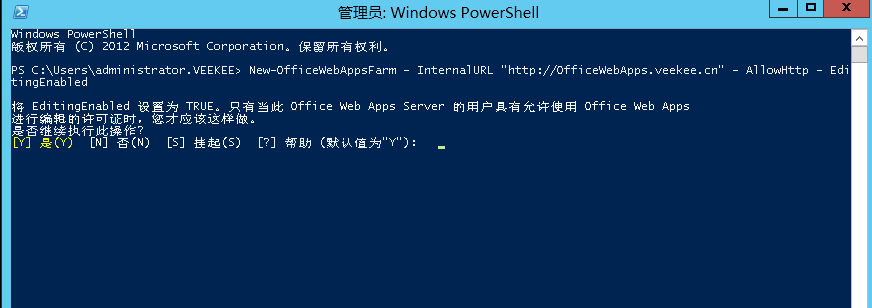 管理员: Windows PowerShell
Windows PowerShell
版权所有 (C) 2012 Microsoft Corporation。保留所有权利。
PS C:\Users\administrator.VEEKEE> New-OfficeWebAppsFarm - InternalURL "http://OfficeWebApps.veekee.cn" - AllowHttp - Edi
tingEnabled
将 EditingEnabled 设置为 TRUE。只有当此 Office Web Apps Server 的用户具有允许使用 Office Web Apps
进行编辑的许可证时，您才应该这样做。
是否继续执行此操作?
[Y] 是(Y)  [N] 否(N)  [S] 挂起(S)  [?] 帮助 (默认值为"Y"):